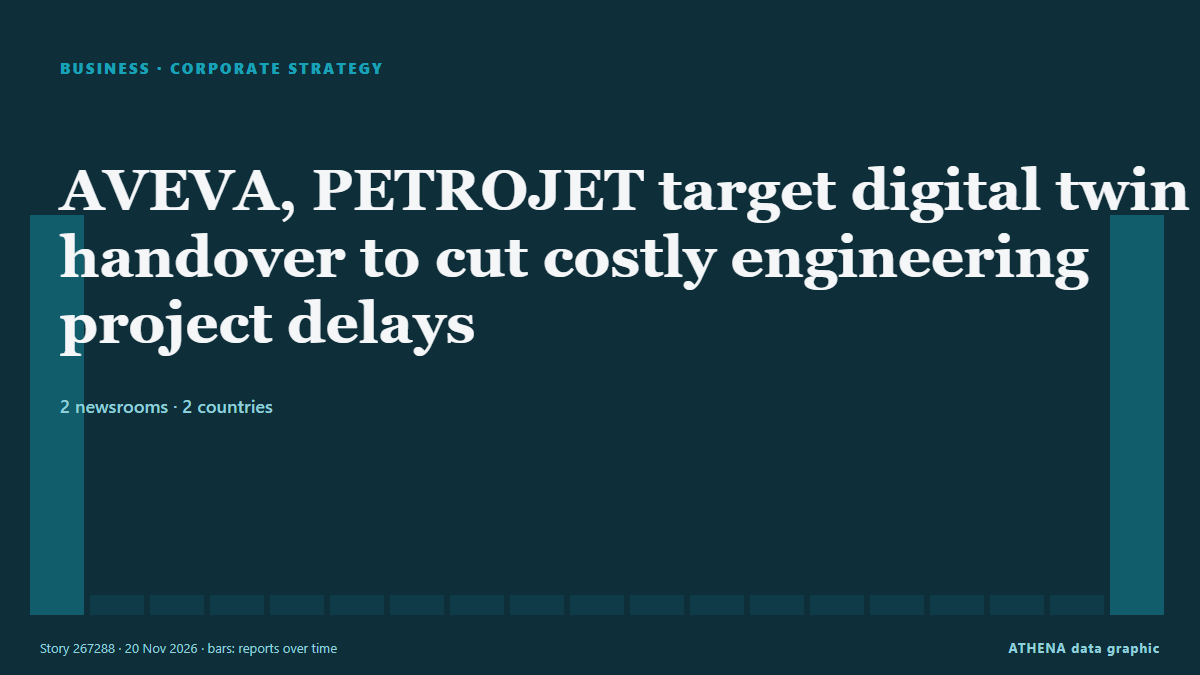 BUSINESS · CORPORATE STRATEGY
AVEVA, PETROJET target digital twin
handover to cut costly engineering
project delays
2 newsrooms · 2 countries
Story 267288 · 20 Nov 2026 · bars: reports over time
ATHENA data graphic